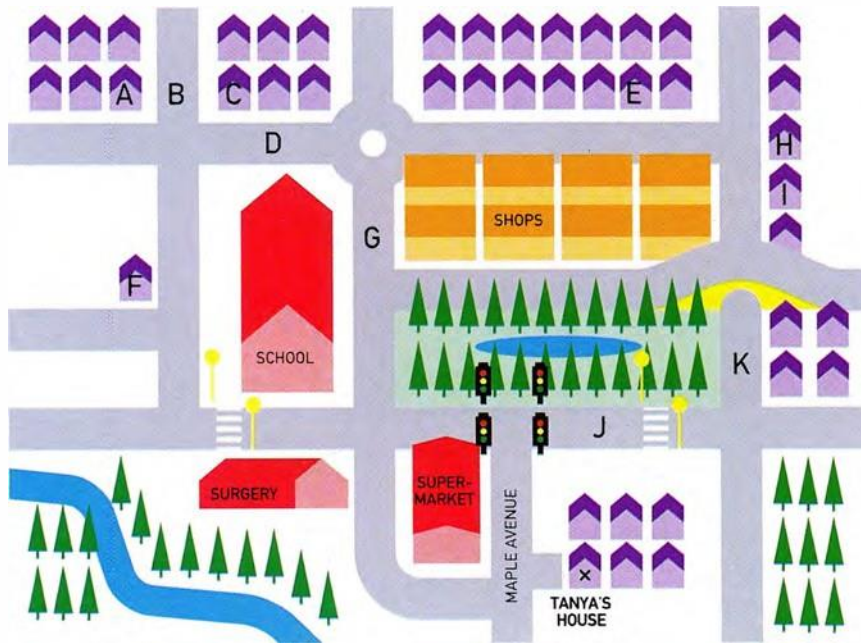 A
B
C
E
D
H
I
SHOPS
G
F
SCHOOL
K
J
SURGERY
SUPER-
MARKET
MAPLE AVENUE
×
TANYA'S
HOUSE